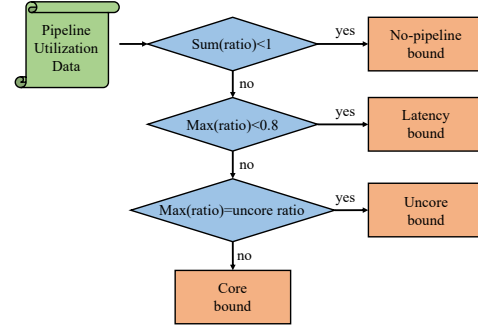 Pipeline
Utilization
Data
Sum(ratio)<1
yes
No-pipeline
bound
no
Max(ratio)<0.8
yes
Latency
bound
no
Max(ratio)=uncore ratio
yes
Uncore
bound
no
Core
bound